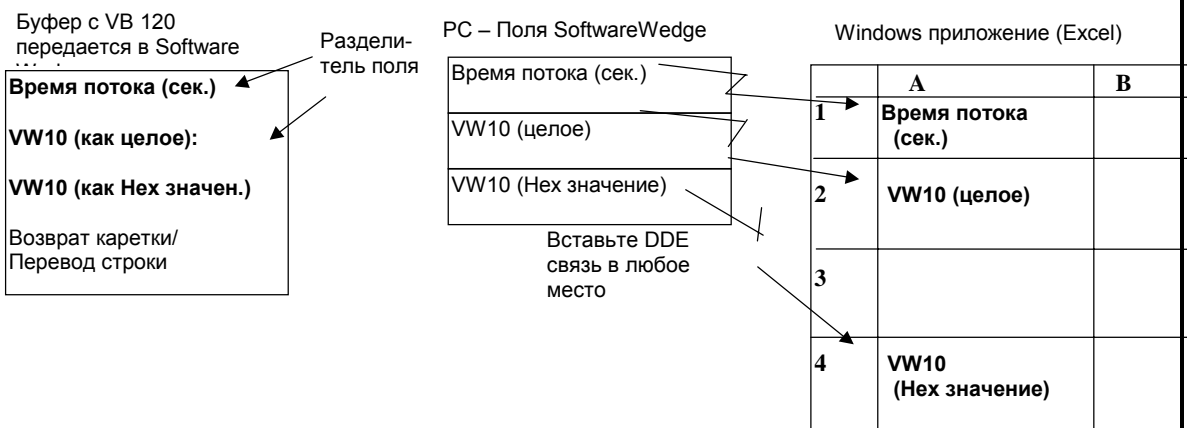 Буфер с VB 120
передается в Software
Время потока (сек.)
VW10 (как целое):
VW10 (как Hex значен.)
Возврат каретки/
Перевод строки
Раздели-
тель поля
PC – Поля SoftwareWedge
Время потока (сек.)
VW10 (целое)
VW10 (Hex значение)
Вставьте DDE
связь в любое
место
Windows приложение (Excel)
A B
1 Время потока
(сек.)
2 VW10 (целое)
3
4 VW10
(Hex значение)